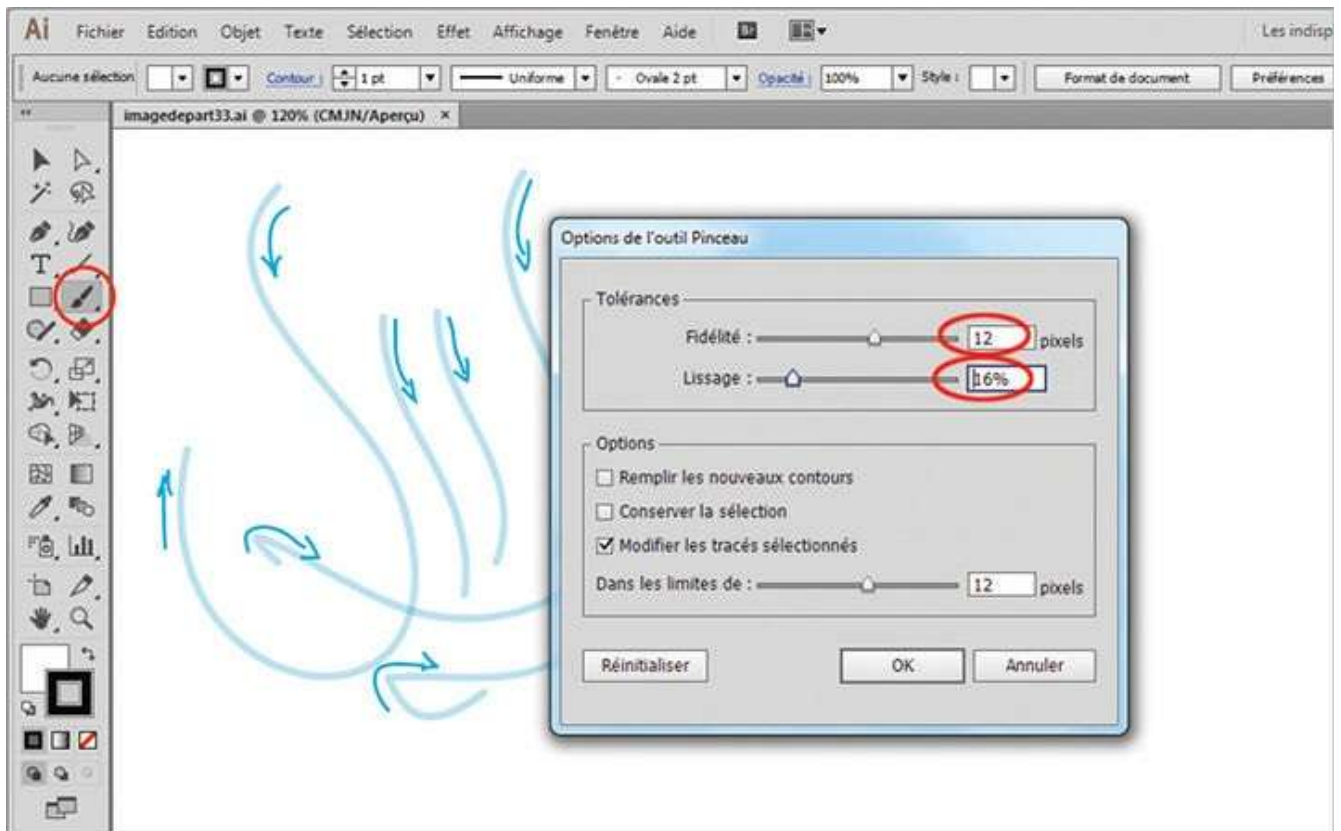 Ai Fichier Edition Objet Texte Sélection Effet Affichage Fenêtre Aide Br Les indisp
Aucune sélection Contour : 1 pt Uniforme Ovale 2 pt Opacité : 100% Style : Format de document Préférences
imagedepart33.ai @ 120% (CMJN/Aperçu) ×
T
Options de l'outil Pinceau
Tolérances
Fidélité : 12 pixels
Lissage : 16%
Options
Remplir les nouveaux contours
Conserver la sélection
Modifier les tracés sélectionnés
Dans les limites de : 12 pixels
Réinitialiser OK Annuler